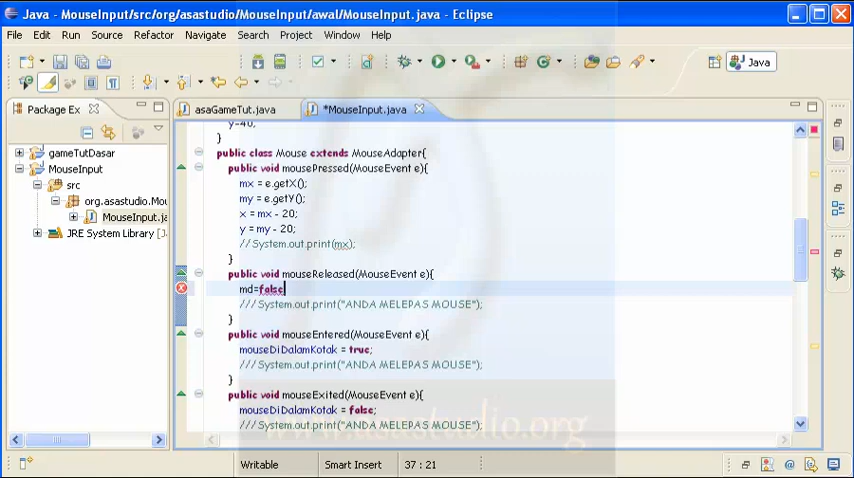 Java - MouseInput/src/org/asastudio/MouseInput/awal/MouseInput.java - Eclipse
File Edit Run Source Refactor Navigate Search Project Window Help
Java
Package Ex
asaGameTut.java
*MouseInput.java
gameTutDasar
MouseInput
src
org.asastudio.Mou
MouseInput.ja
JRE System Library [
y=40;
}
public class Mouse extends MouseAdapter{
public void mousePressed(MouseEvent e){
mx = e.getX();
my = e.getY();
x = mx - 20;
y = my - 20;
//System.out.print(mx);
}
public void mouseReleased(MouseEvent e){
md=false
///System.out.print("ANDA MELEPAS MOUSE");
}
public void mouseEntered(MouseEvent e){
mouseDiDalamKotak = true;
///System.out.print("ANDA MELEPAS MOUSE");
}
public void mouseExited(MouseEvent e){
mouseDiDalamKotak = false;
///System.out.print("ANDA MELEPAS MOUSE");
www.asastudio.org
Writable
Smart Insert
37 : 21